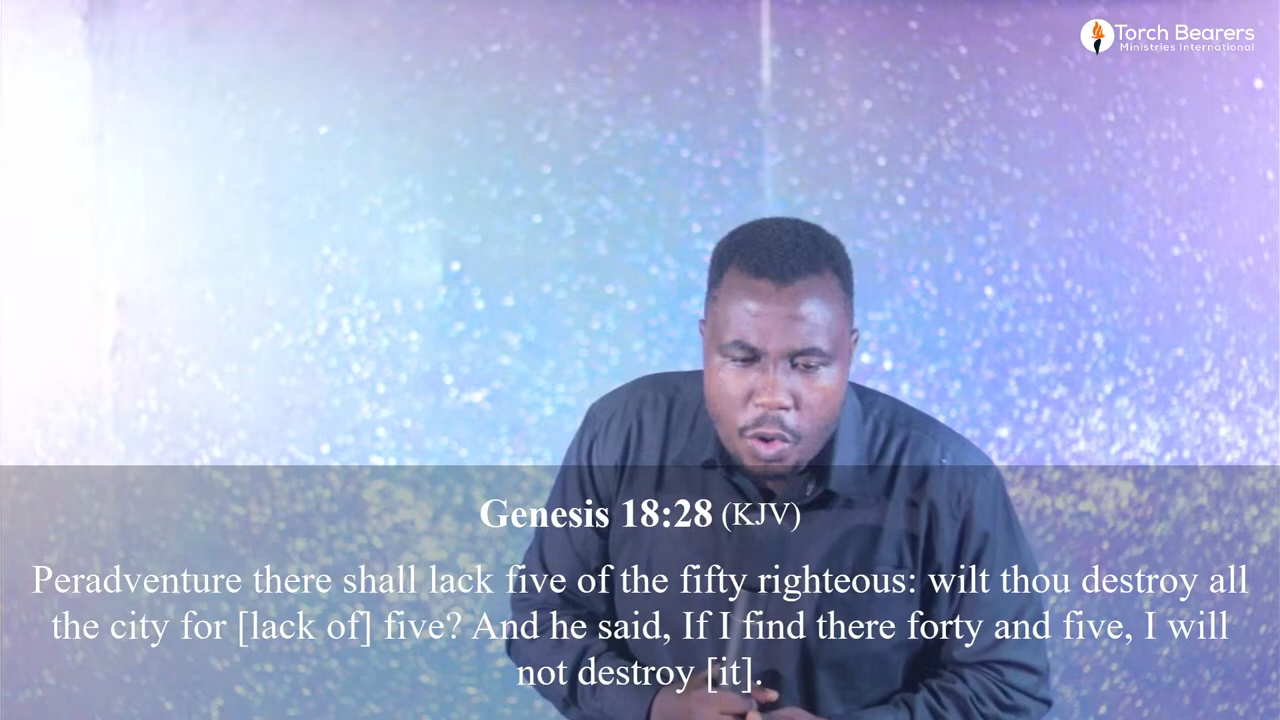 Torch Bearers
Ministries International
Genesis 18:28 (KJV)
Peradventure there shall lack five of the fifty righteous: wilt thou destroy all
the city for [lack of] five? And he said, If I find there forty and five, I will
not destroy [it].